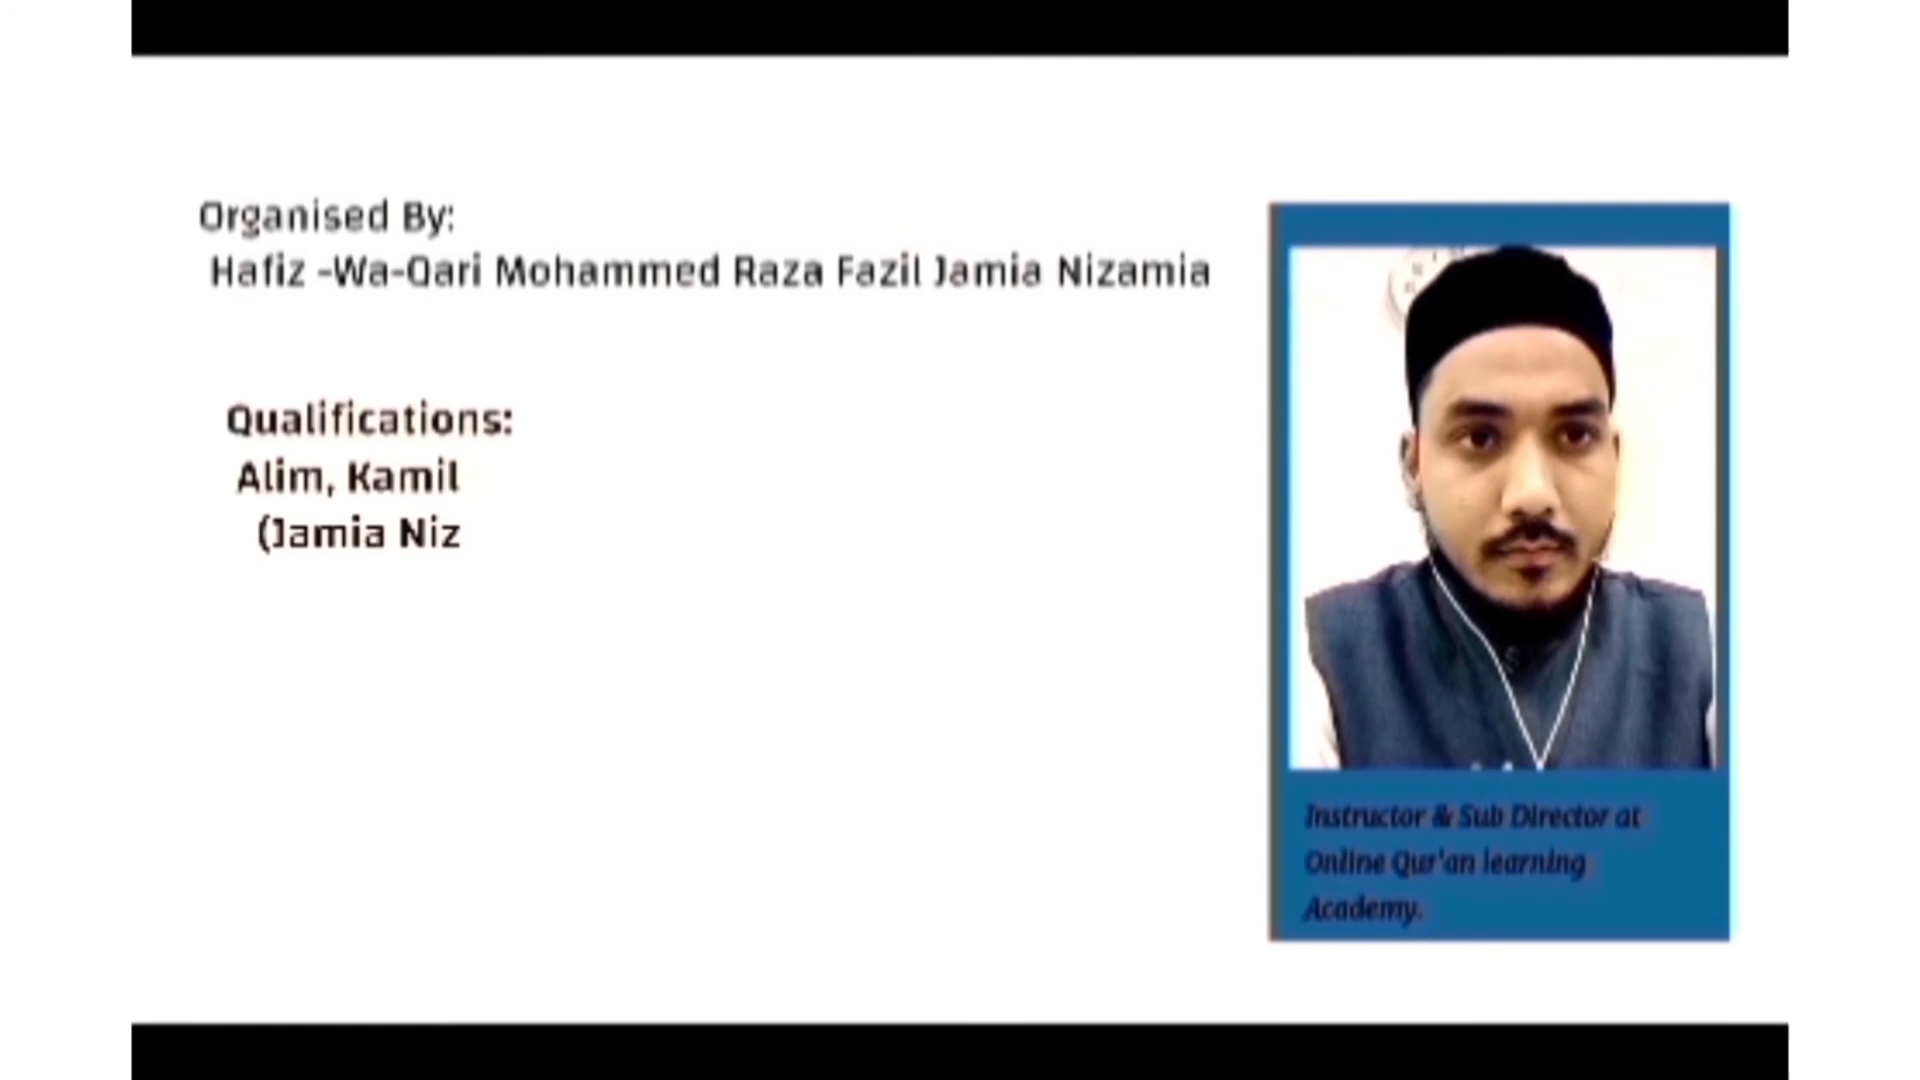 Organised By:
Hafiz -Wa-Qari Mohammed Raza Fazil Jamia Nizamia
Qualifications:
Alim, Kamil
(Jamia Niz
Instructor & Sub Director at
Online Qur'an learning
Academy.